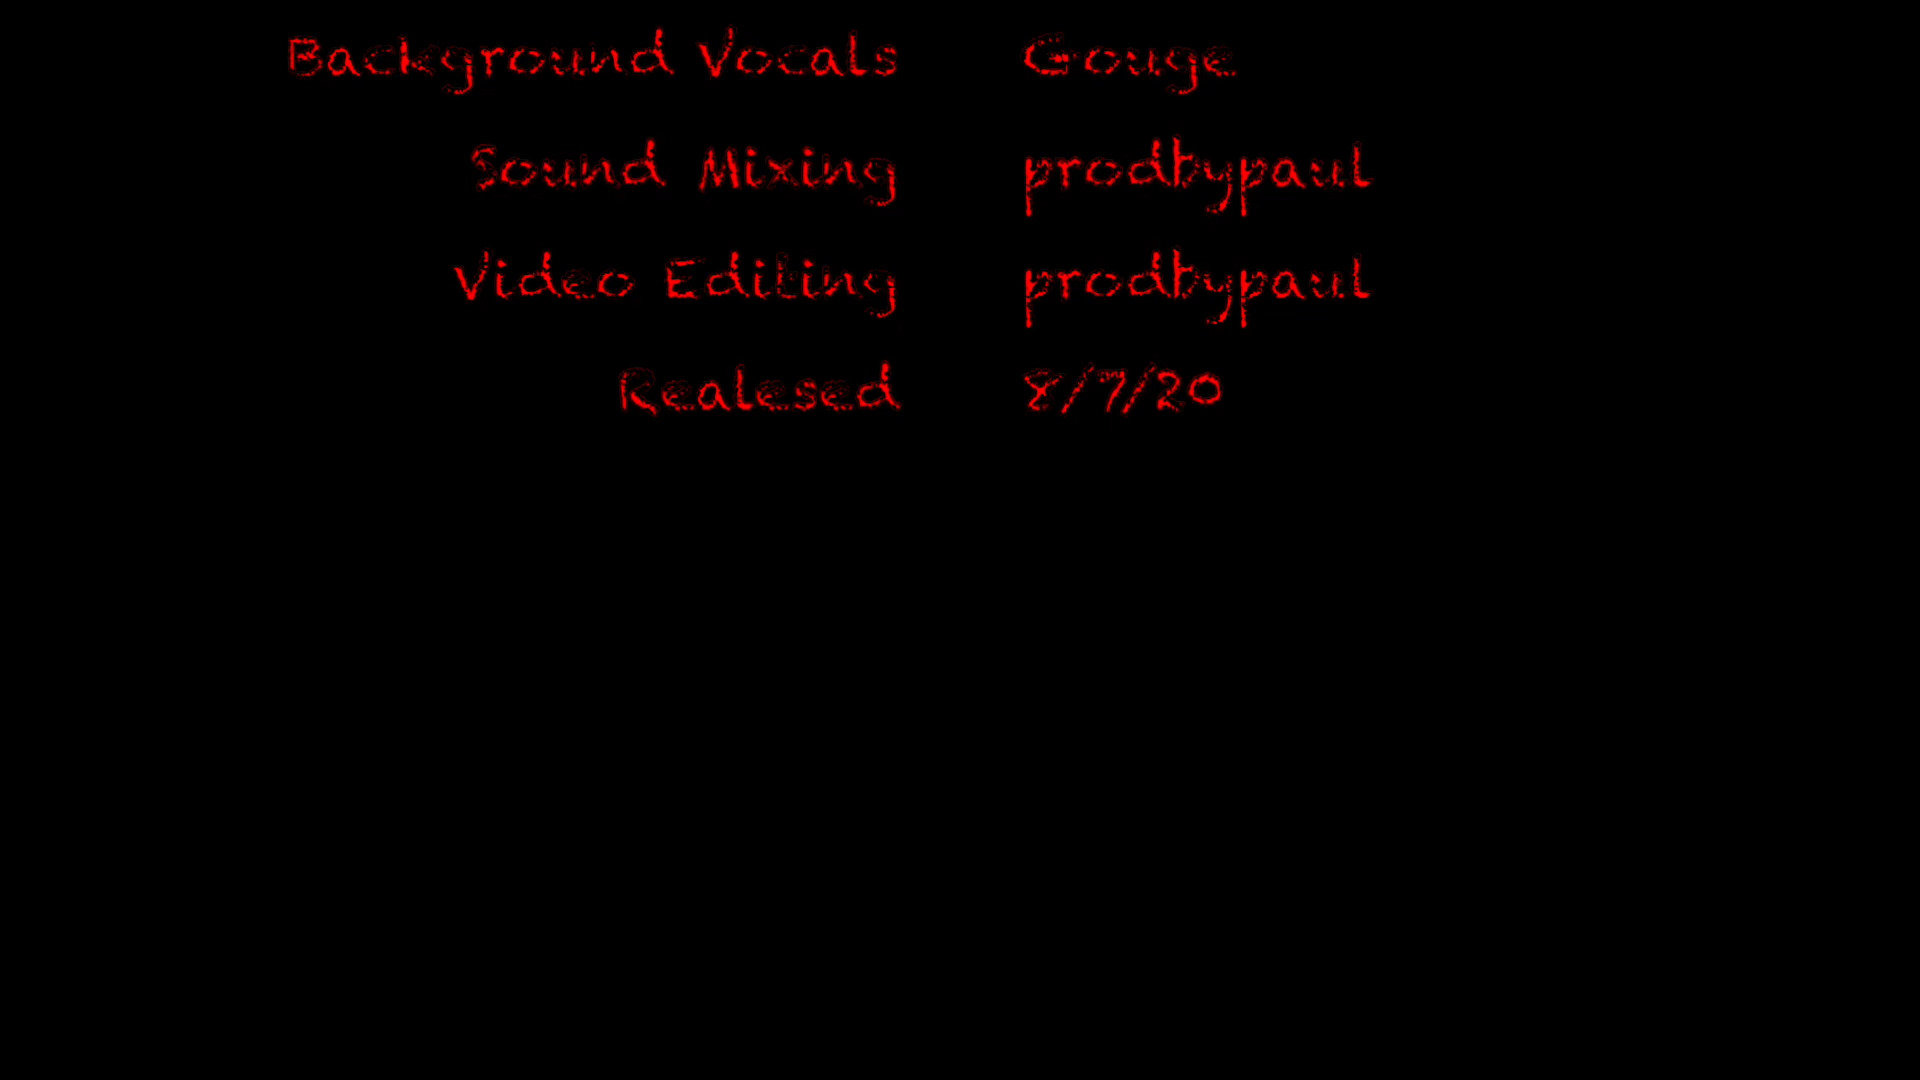 Background Vocals Gouge
Sound Mixing prodbypaul
Video Editing prodbypaul
Realesed 8/7/20